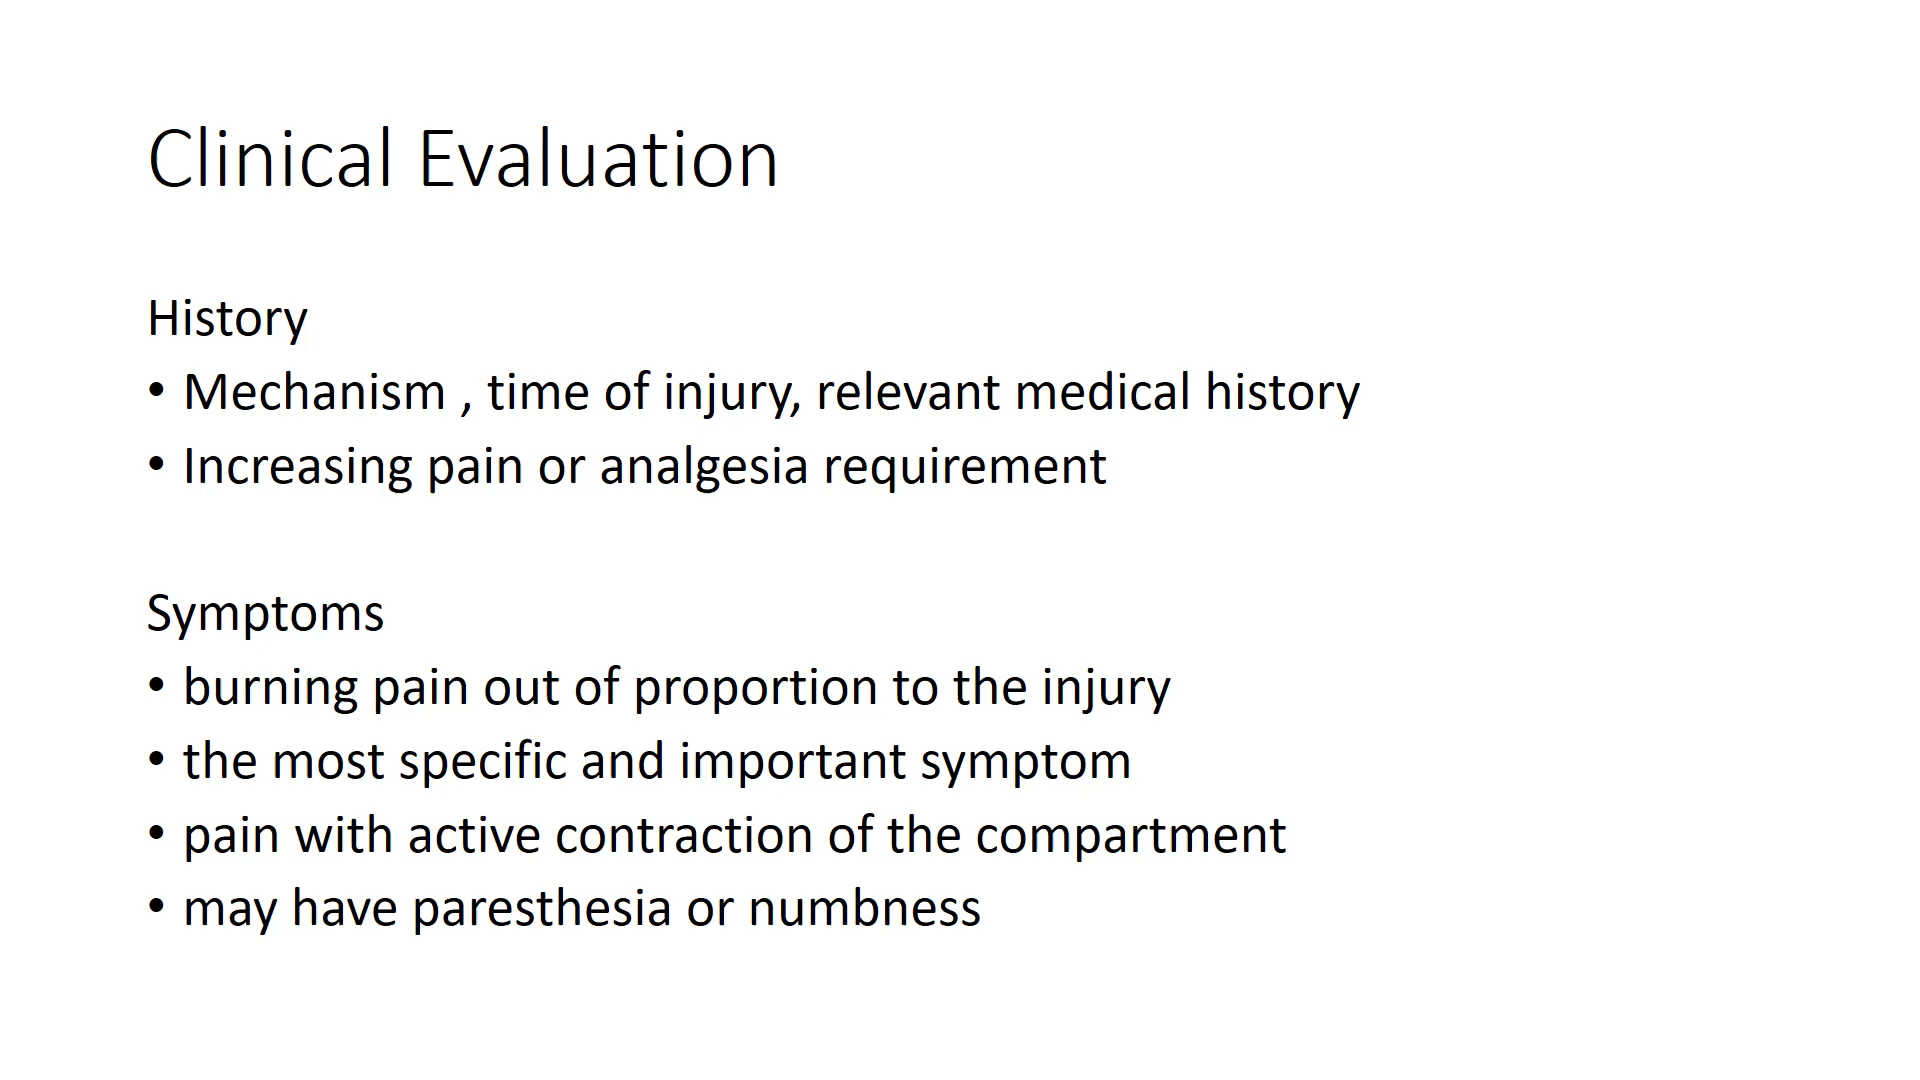 Clinical Evaluation
History
• Mechanism , time of injury, relevant medical history
• Increasing pain or analgesia requirement
Symptoms
• burning pain out of proportion to the injury
• the most specific and important symptom
• pain with active contraction of the compartment
• may have paresthesia or numbness